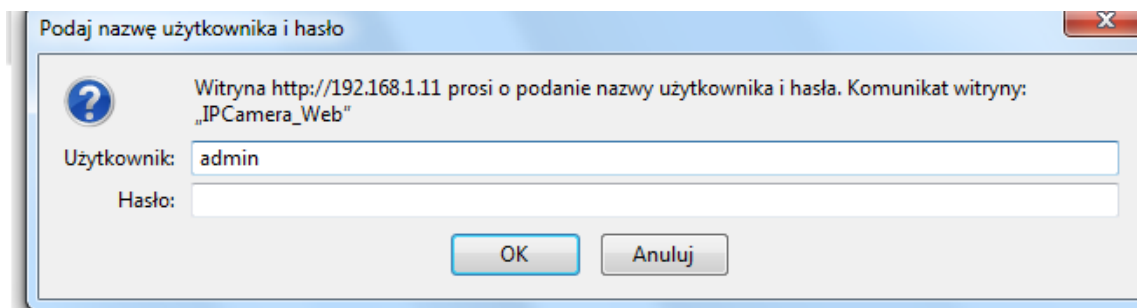 Podaj nazwę użytkownika i hasło
Witryna http://192.168.1.11 prosi o podanie nazwy użytkownika i hasła. Komunikat witryny:
„IPCamera_Web”
Użytkownik: admin
Hasło:
OK Anuluj